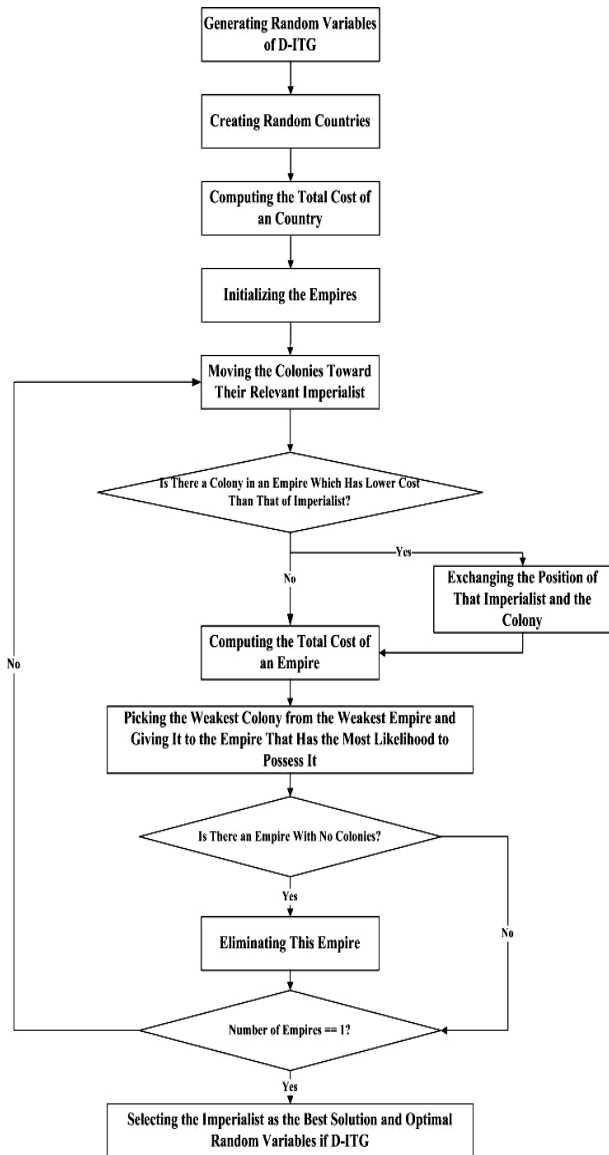 Generating Random Variables
of D-ITG
Creating Random Countries
Computing the Total Cost of
an Country
Initializing the Empires
Moving the Colonies Toward
Their Relevant Imperialist
Is There a Colony in an Empire Which Has Lower Cost
Than That of Imperialist?
Yes
No
Exchanging the Position of
That Imperialist and the
Colony
Computing the Total Cost of
an Empire
No
Picking the Weakest Colony from the Weakest Empire and
Giving It to the Empire That Has the Most Likelihood to
Possess It
Is There an Empire With No Colonies?
Yes
No
Eliminating This Empire
Number of Empires == 1?
Yes
Selecting the Imperialist as the Best Solution and Optimal
Random Variables if D-ITG